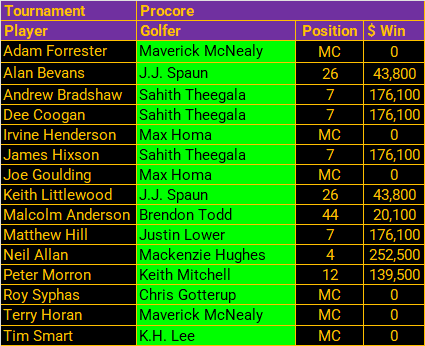 Tournament Procore
Player Golfer Position $ Win
Adam Forrester Maverick McNealy MC 0
Alan Bevans J.J. Spaun 26 43,800
Andrew Bradshaw Sahith Theegala 7 176,100
Dee Coogan Sahith Theegala 7 176,100
Irvine Henderson Max Homa MC 0
James Hixson Sahith Theegala 7 176,100
Joe Goulding Max Homa MC 0
Keith Littlewood J.J. Spaun 26 43,800
Malcolm Anderson Brendon Todd 44 20,100
Matthew Hill Justin Lower 7 176,100
Neil Allan Mackenzie Hughes 4 252,500
Peter Morron Keith Mitchell 12 139,500
Roy Syphas Chris Gotterup MC 0
Terry Horan Maverick McNealy MC 0
Tim Smart K.H. Lee MC 0